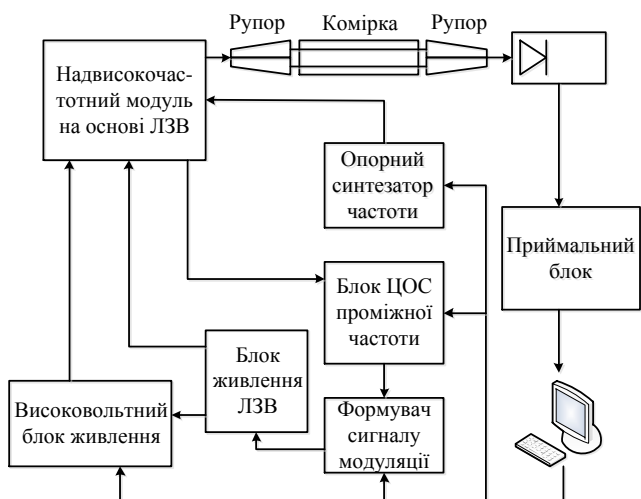 Рупор
Комірка
Рупор
Надвисокочас-
тотний модуль
на основі ЛЗВ
Опорний
синтезатор
частоти
Приймальний
блок
Блок ЦОС
проміжної
частоти
Блок
живлення
ЛЗВ
Високовольтний
блок живлення
Формувач
сигналу
модуляції